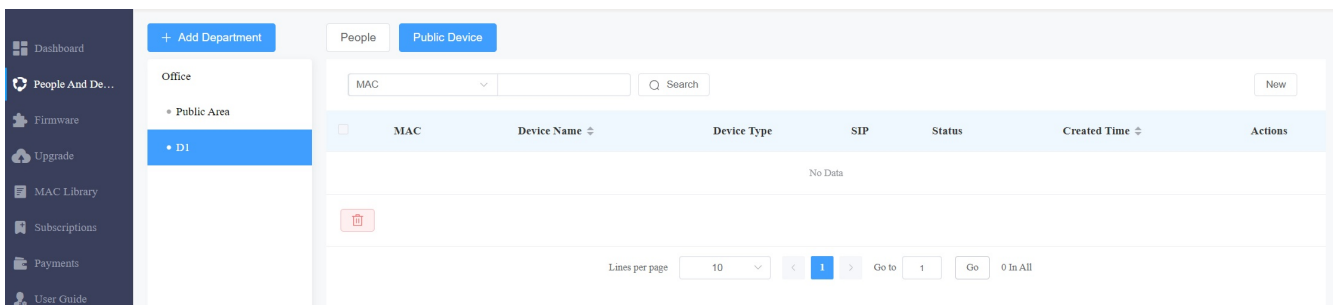 Dashboard
People And De...
Firmware
Upgrade
MAC Library
Subscriptions
Payments
User Guide
+ Add Department
Office
Public Area
D1
People
Public Device
MAC
Search
New
MAC Device Name Device Type SIP Status Created Time Actions
No Data
Lines per page 10 < 1 > Go to 1 Go 0 In All